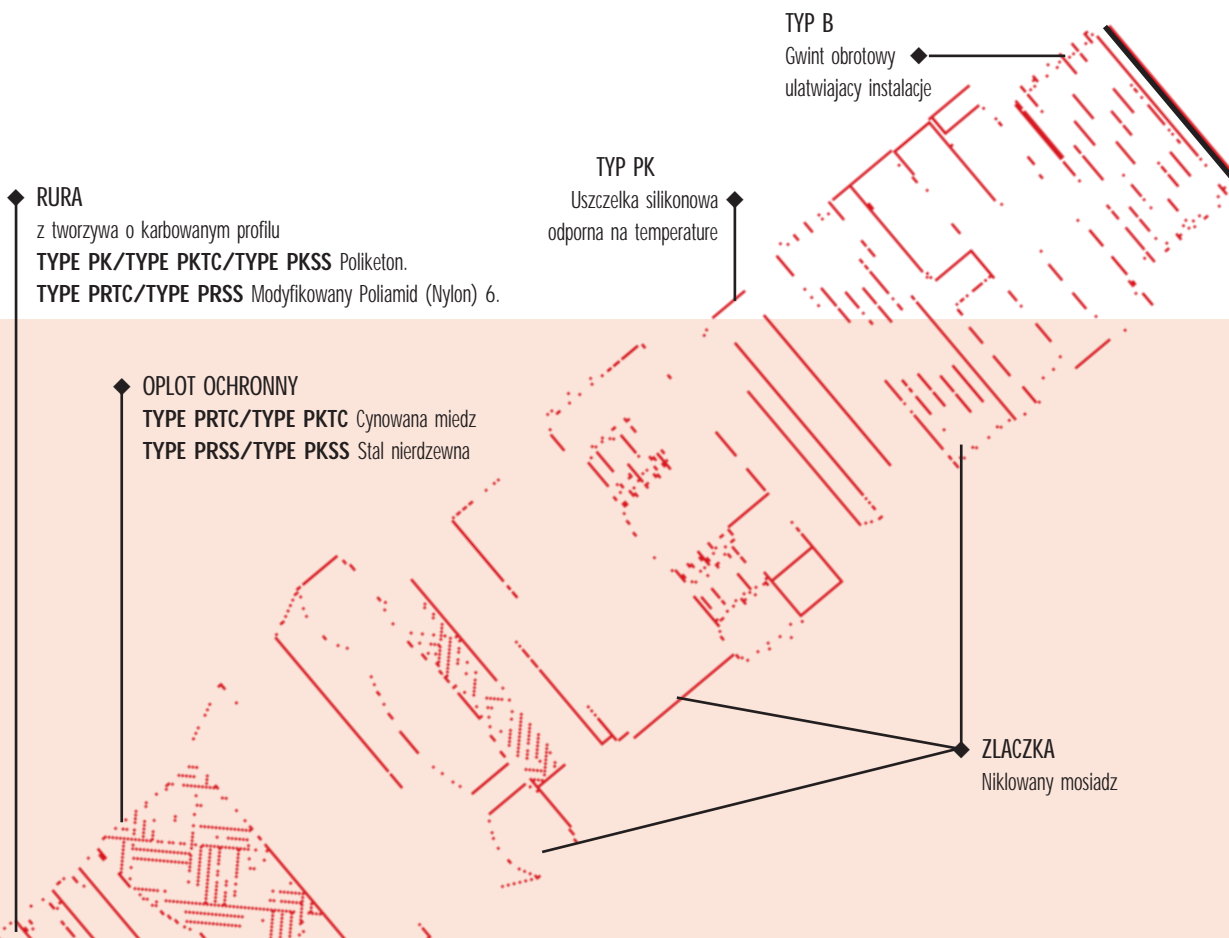 TYP B
Gwint obrotowy
ulatwiajacy instalacje
TYP PK
Uszczelka silikonowa
odporna na temperature
RURA
z tworzywa o karbowanym profilu
TYPE PK/TYPE PKTC/TYPE PKSS Poliketon.
TYPE PRTC/TYPE PRSS Modyfikowany Poliamid (Nylon) 6.
OPLOT OCHRONNY
TYPE PRTC/TYPE PKTC Cynowana miedz
TYPE PRSS/TYPE PKSS Stal nierdzewna
ZLACZKA
Niklowany mosiadz